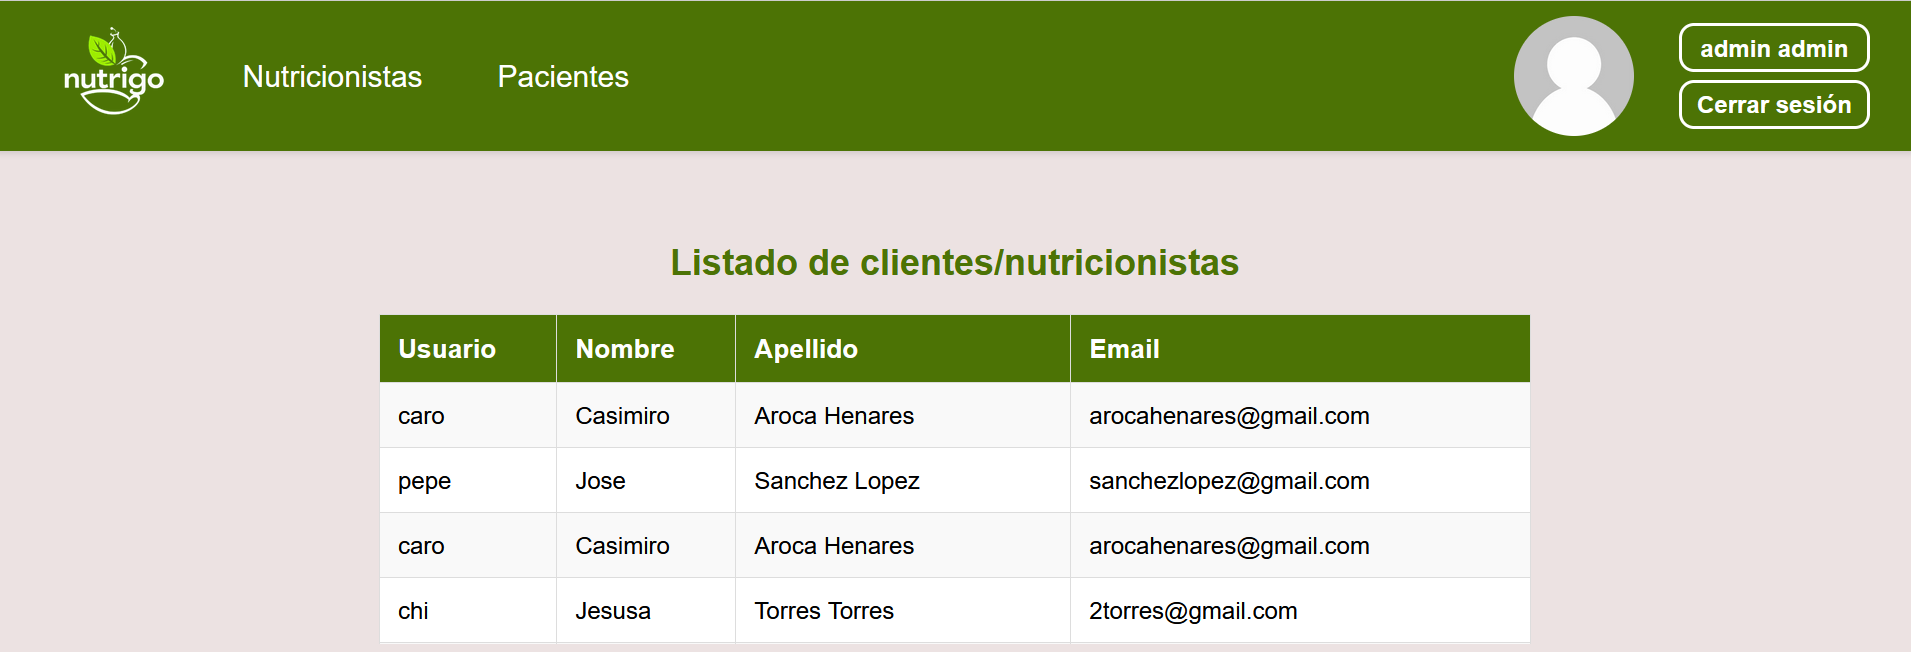 nutrigo
Nutricionistas Pacientes
admin admin
Cerrar sesión
Listado de clientes/nutricionistas
Usuario Nombre Apellido Email
caro Casimiro Aroca Henares arocahenares@gmail.com
pepe Jose Sanchez Lopez sanchezlopez@gmail.com
caro Casimiro Aroca Henares arocahenares@gmail.com
chi Jesusa Torres Torres 2torres@gmail.com